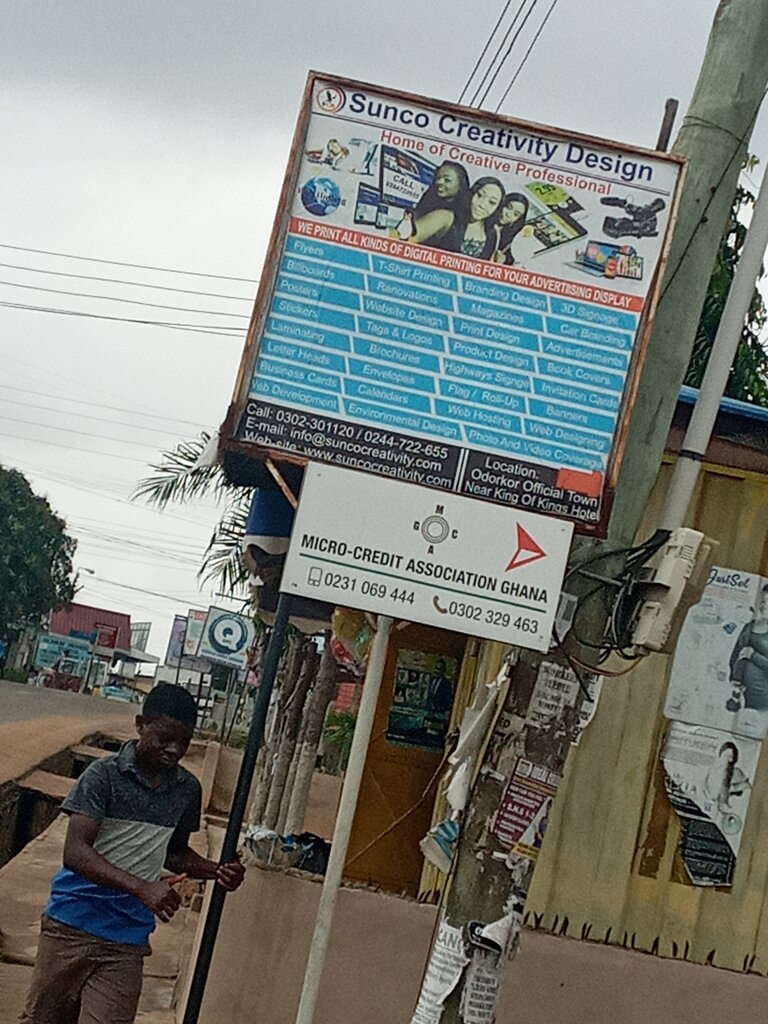 Sunco Creativity Design
Home of Creative Professional
CALL
WE PRINT ALL KINDS OF DIGITAL PRINTING FOR YOUR ADVERTIISING DISPLAY
Flyers T-Shirt Printing Branding Design 3D Signage
Billboards Renovations Magazines Car Branding
Posters Website Design Print Design Advertisements
Stickers Tags & Logos Product Design Book Covers
Laminating Brochures Highways Signge Invitation Cards
Letter Heads Envelopes Flag / Roll-Up Banners
Business Cards Calendars Web Hosting Web Designing
Web Development Environmental Design Photo And Video Coverage
Call: 0302-301120 / 0244-722-655
E-mail: info@suncocreativity.com
Web-site: www.suncocreativity.com
Location:
Odorkor Official Town
Near King Of Kings Hotel
M
G C
A
MICRO-CREDIT ASSOCIATION GHANA
0231 069 444 0302 329 463
JustSel